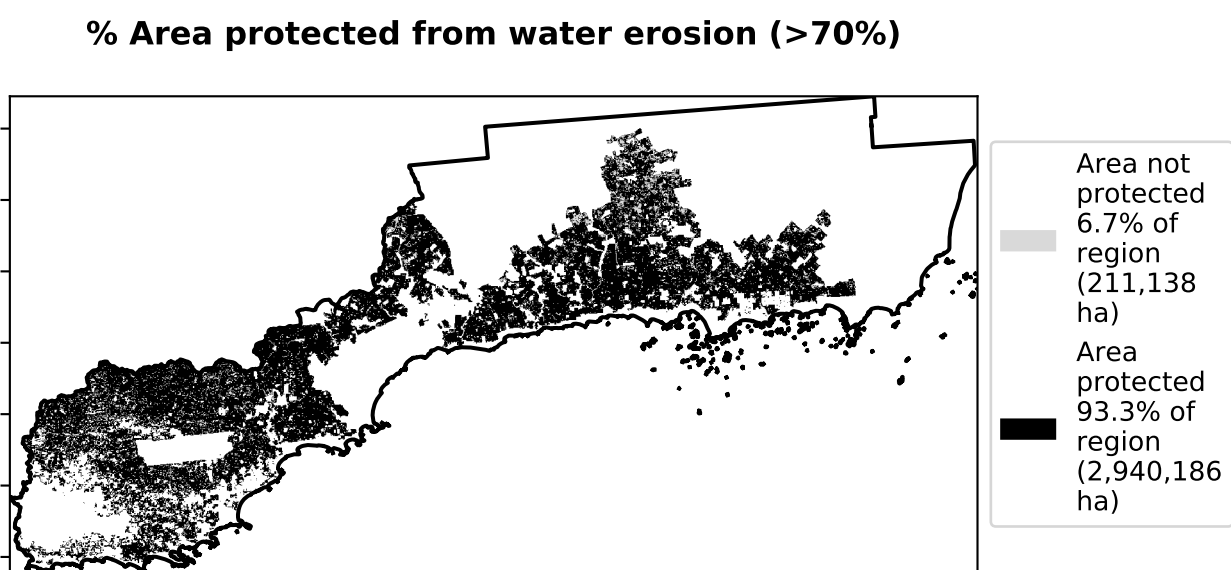 % Area protected from water erosion (>70%)
Area not
protected
6.7% of
region
(211,138
ha)
Area
protected
93.3% of
region
(2,940,186
ha)